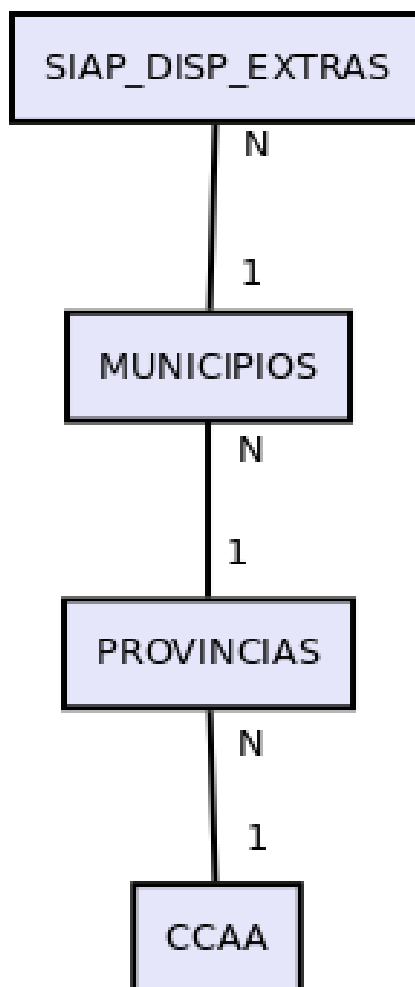 SIAP_DISP_EXTRAS
N
1
MUNICIPIOS
N
1
PROVINCIAS
N
1
CCAA